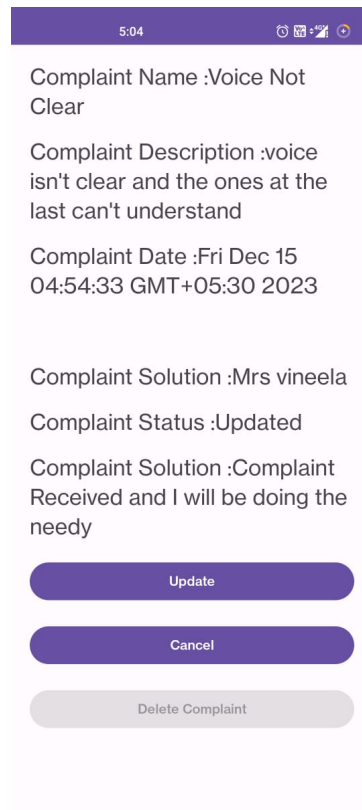 5:04
4G
Complaint Name :Voice Not
Clear
Complaint Description :voice
isn't clear and the ones at the
last can't understand
Complaint Date :Fri Dec 15
04:54:33 GMT+05:30 2023
Complaint Solution :Mrs vineela
Complaint Status :Updated
Complaint Solution :Complaint
Received and I will be doing the
needy
Update
Cancel
Delete Complaint